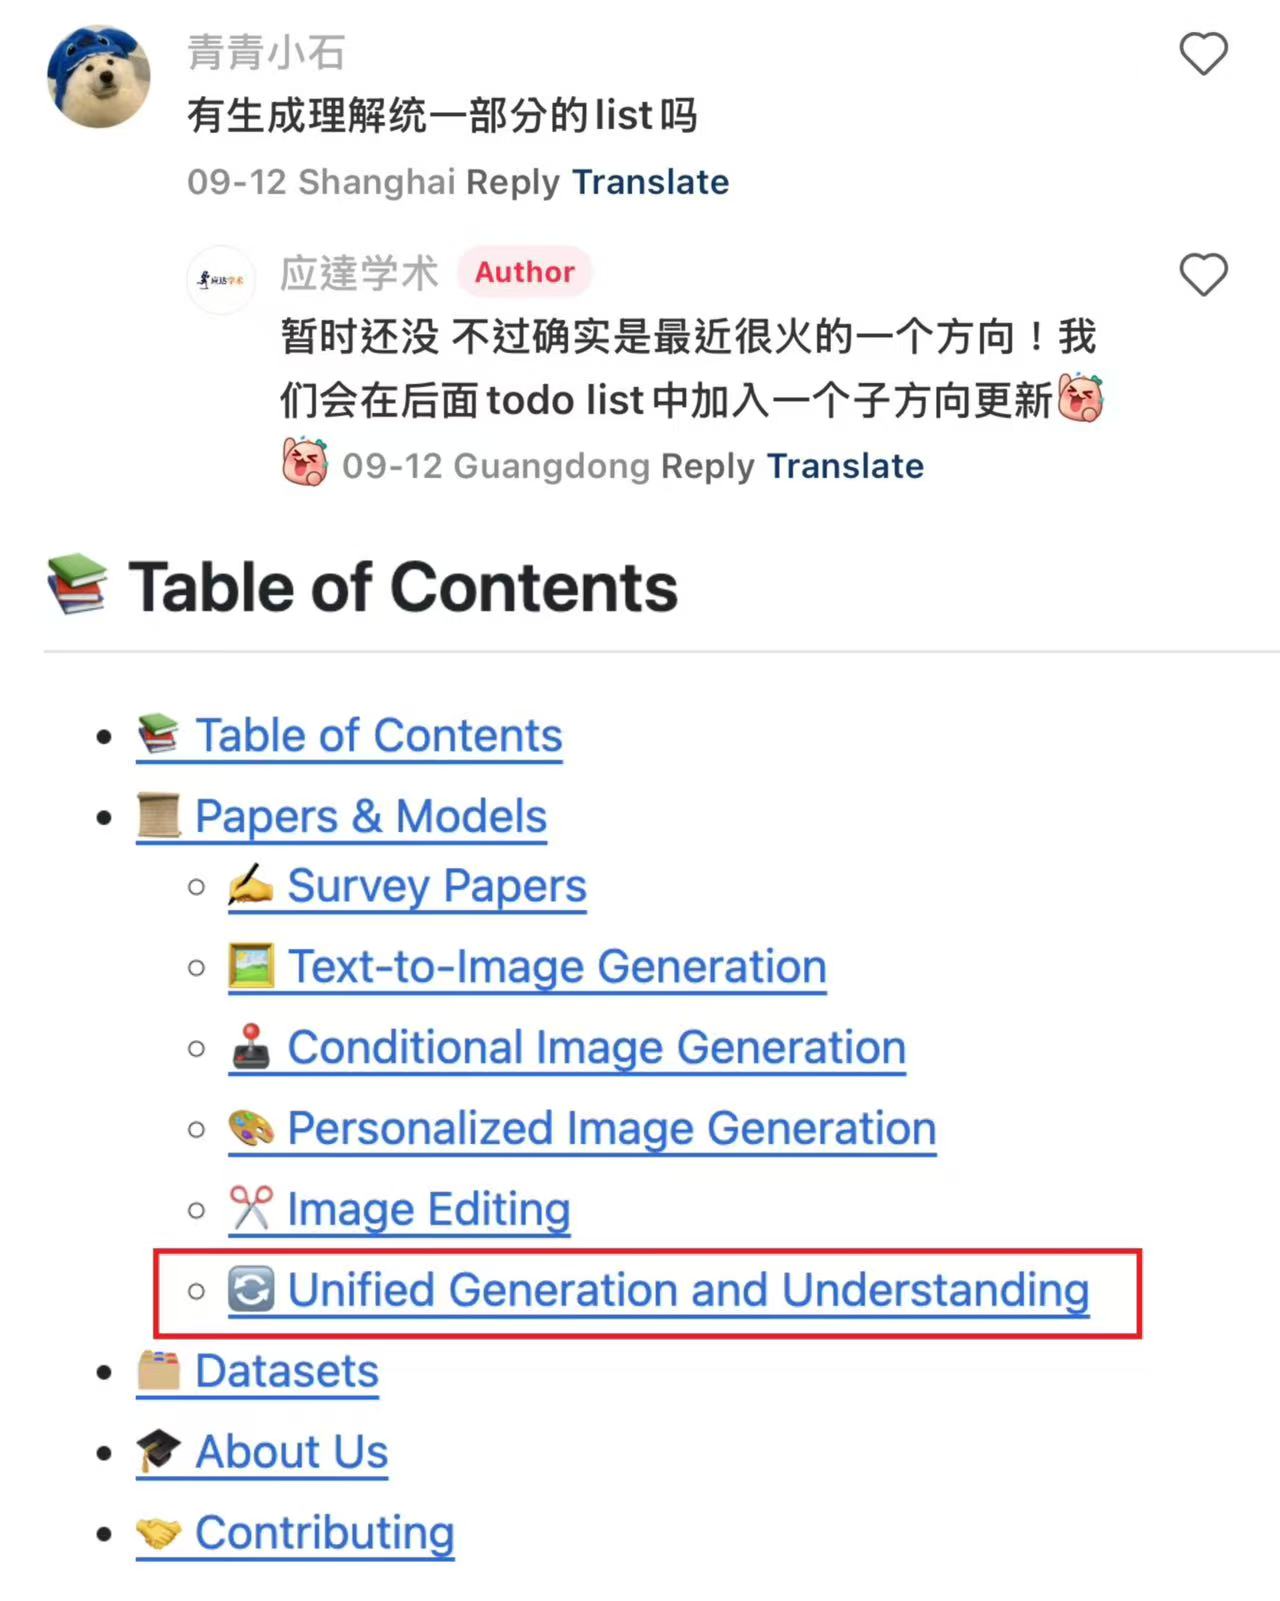 青青小石
有生成理解统一部分的list吗
09-12 Shanghai Reply Translate
应達学术
应達学术 Author
暂时还没 不过确实是最近很火的一个方向！我
们会在后面todo list中加入一个子方向更新
09-12 Guangdong Reply Translate
Table of Contents
Table of Contents
Papers & Models
Survey Papers
Text-to-Image Generation
Conditional Image Generation
Personalized Image Generation
Image Editing
Unified Generation and Understanding
Datasets
About Us
Contributing